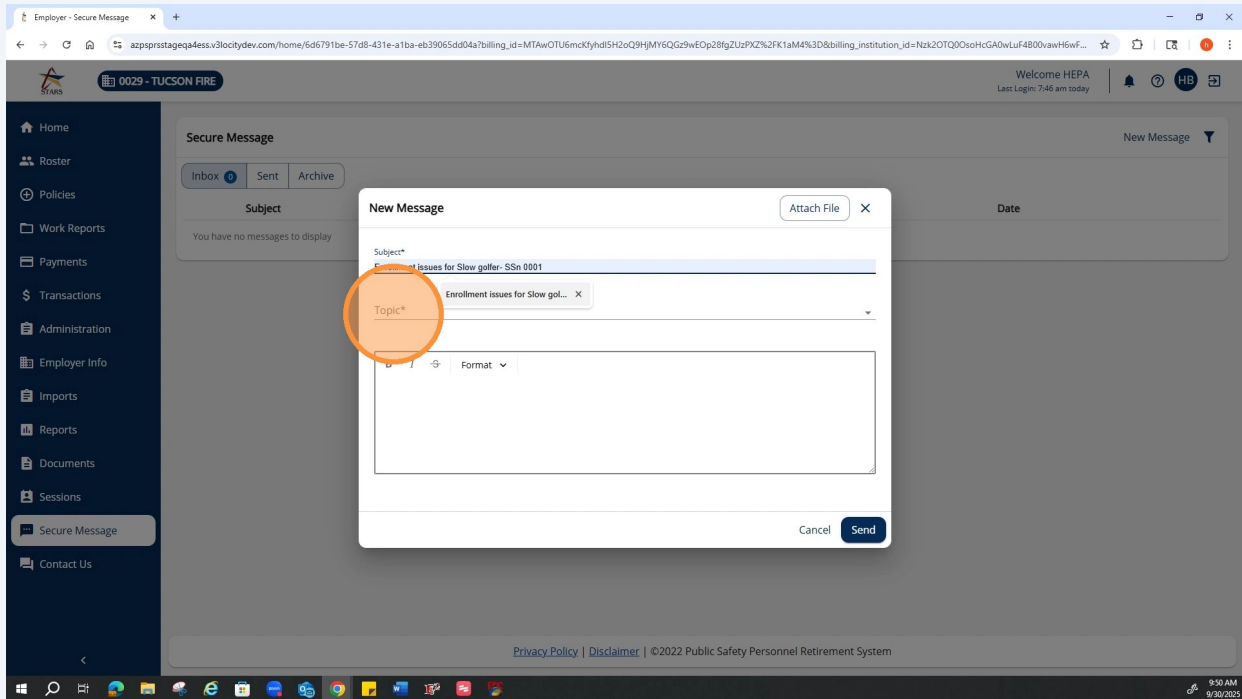 Employer - Secure Message
azpsprsstageqa4ess.v3locitydev.com/home/6d6791be-57d8-431e-a1ba-eb39065dd04a?billing_id=MTAwOTU6mcKfyhdI5H2oQ9HjMY6QGz9wEOp28fgZUzPXZ%2FK1aM4%3D&billing_institution_id=Nzk2OTQ0OsoHcGA0wLuF4B00vawH6wF...
STARS
0029 - TUCSON FIRE
Welcome HEPA
Last Login: 7:46 am today
HB
Home
Roster
Policies
Work Reports
Payments
Transactions
Administration
Employer Info
Imports
Reports
Documents
Sessions
Secure Message
Contact Us
Secure Message
New Message
Inbox 0 Sent Archive
Subject Date
You have no messages to display
New Message
Attach File
Subject*
Enrollment issues for Slow golfer- SSn 0001
Enrollment issues for Slow gol...
Topic*
B I S Format
Cancel Send
Privacy Policy | Disclaimer | ©2022 Public Safety Personnel Retirement System
9:50 AM
9/30/2025